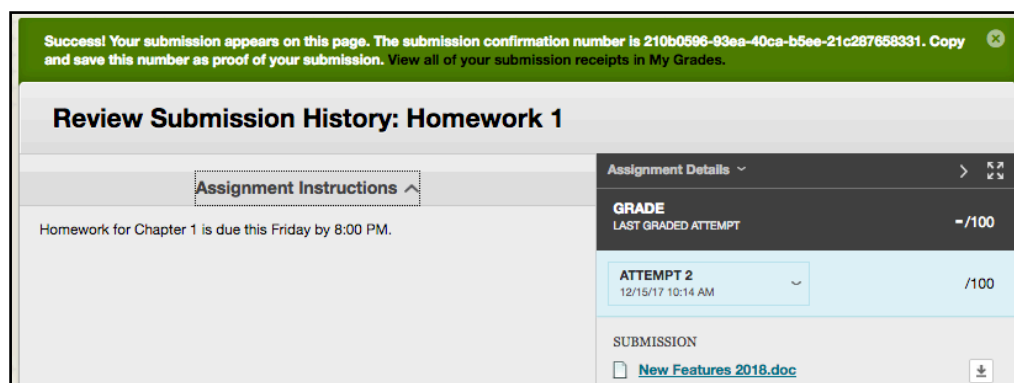 Success! Your submission appears on this page. The submission confirmation number is 210b0596-93ea-40ca-b5ee-21c287658331. Copy
and save this number as proof of your submission. View all of your submission receipts in My Grades.
Review Submission History: Homework 1
Assignment Instructions
Homework for Chapter 1 is due this Friday by 8:00 PM.
Assignment Details
GRADE
LAST GRADED ATTEMPT
-/100
ATTEMPT 2
12/15/17 10:14 AM
/100
SUBMISSION
New Features 2018.doc